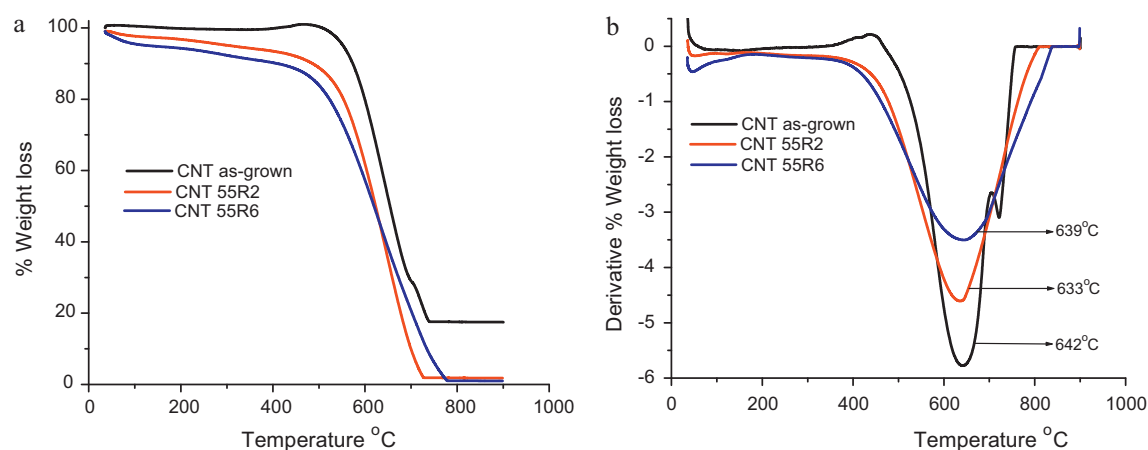 a
% Weight loss
100
80
60
40
20
0
CNT as-grown
CNT 55R2
CNT 55R6
0
200
400
600
800
1000
Temperature °C
b
Derivative % Weight loss
0
-1
-2
-3
-4
-5
-6
CNT as-grown
CNT 55R2
CNT 55R6
639°C
633°C
642°C
0
200
400
600
800
1000
Temperature °C